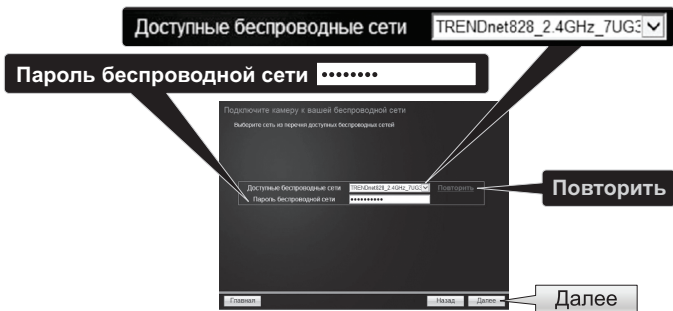 Доступные беспроводные сети TRENDnet828_2.4GHz_7UG3
Пароль беспроводной сети ••••••••
Подключите камеру к вашей беспроводной сети
Выберите сеть из перечня доступных беспроводных сетей
Доступные беспроводные сети TRENDnet828_2.4GHz_7UG3 Повторить
Пароль беспроводной сети ••••••••••
Повторить
Главная Назад Далее
Далее